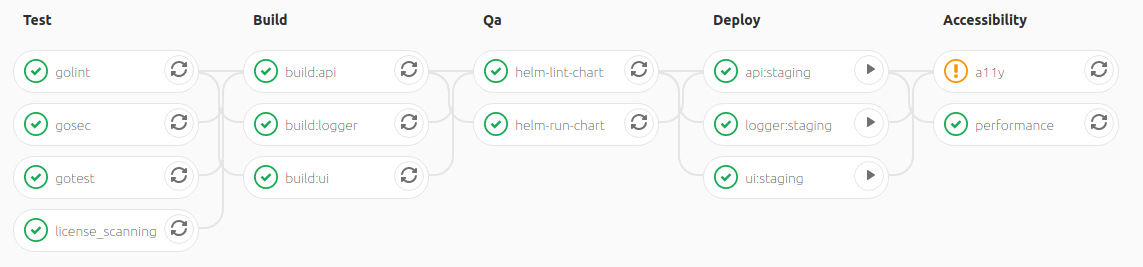 Test
Build
Qa
Deploy
Accessibility
golint
build:api
helm-lint-chart
api:staging
a11y
gosec
build:logger
helm-run-chart
logger:staging
performance
gotest
build:ui
ui:staging
license_scanning